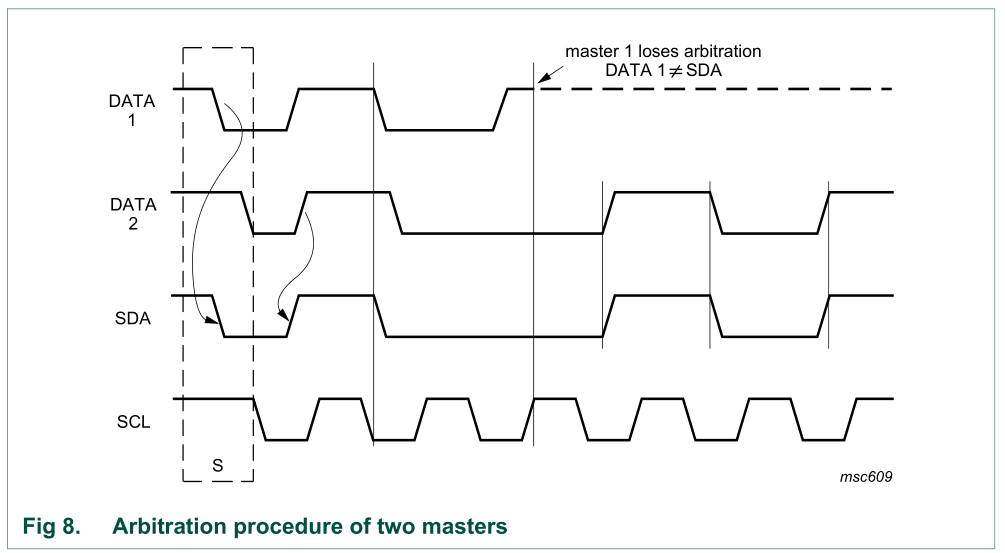 master 1 loses arbitration
DATA 1≠SDA
DATA
1
DATA
2
SDA
SCL
S
msc609
Fig 8. Arbitration procedure of two masters